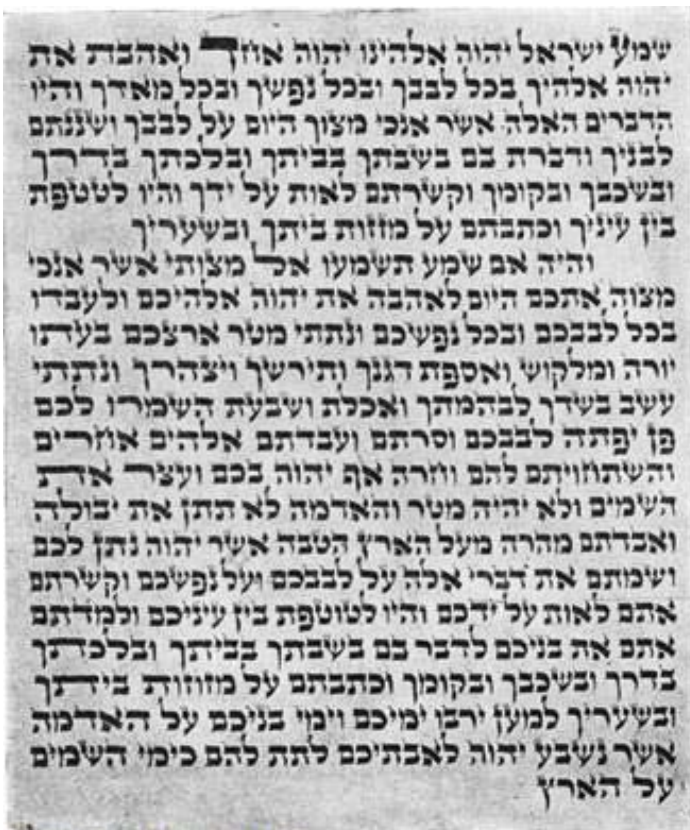 שמע ישראל יהוה אלהינו יהוה אחד ואהבת את
יהוה אלהיך בכל לבבך ובכל נפשך ובכל מאדך והיו
הדברים האלה אשר אנכי מצוך היום על לבבך ושננתם
לבניך ודברת בם בשבתך בביתך ובלכתך בדרך
ובשכבך ובקומך וקשרתם לאות על ידך והיו לטטפת
בין עיניך וכתבתם על מזזות ביתך ובשעריך
והיה אם שמע תשמעו אל מצותי אשר אנכי
מצוה אתכם היום לאהבה את יהוה אלהיכם ולעבדו
בכל לבבכם ובכל נפשכם ונתתי מטר ארצכם בעתו
יורה ומלקוש ואספת דגנך ותירשך ויצהרך ונתתי
עשב בשדך לבהמתך ואכלת ושבעת השמרו לכם
פן יפתה לבבכם וסרתם ועבדתם אלהים אחרים
והשתחויתם להם וחרה אף יהוה בכם ועצר את
השמים ולא יהיה מטר והאדמה לא תתן את יבולה
ואבדתם מהרה מעל הארץ הטבה אשר יהוה נתן לכם
ושמתם את דברי אלה על לבבכם ועל נפשכם וקשרתם
אתם לאות על ידכם והיו לטוטפת בין עיניכם ולמדתם
אתם את בניכם לדבר בם בשבתך בביתך ובלכתך
בדרך ובשכבך ובקומך וכתבתם על מזוזות ביתך
ובשעריך למען ירבו ימיכם וימי בניכם על האדמה
אשר נשבע יהוה לאבתיכם לתת להם כימי השמים
על הארץ